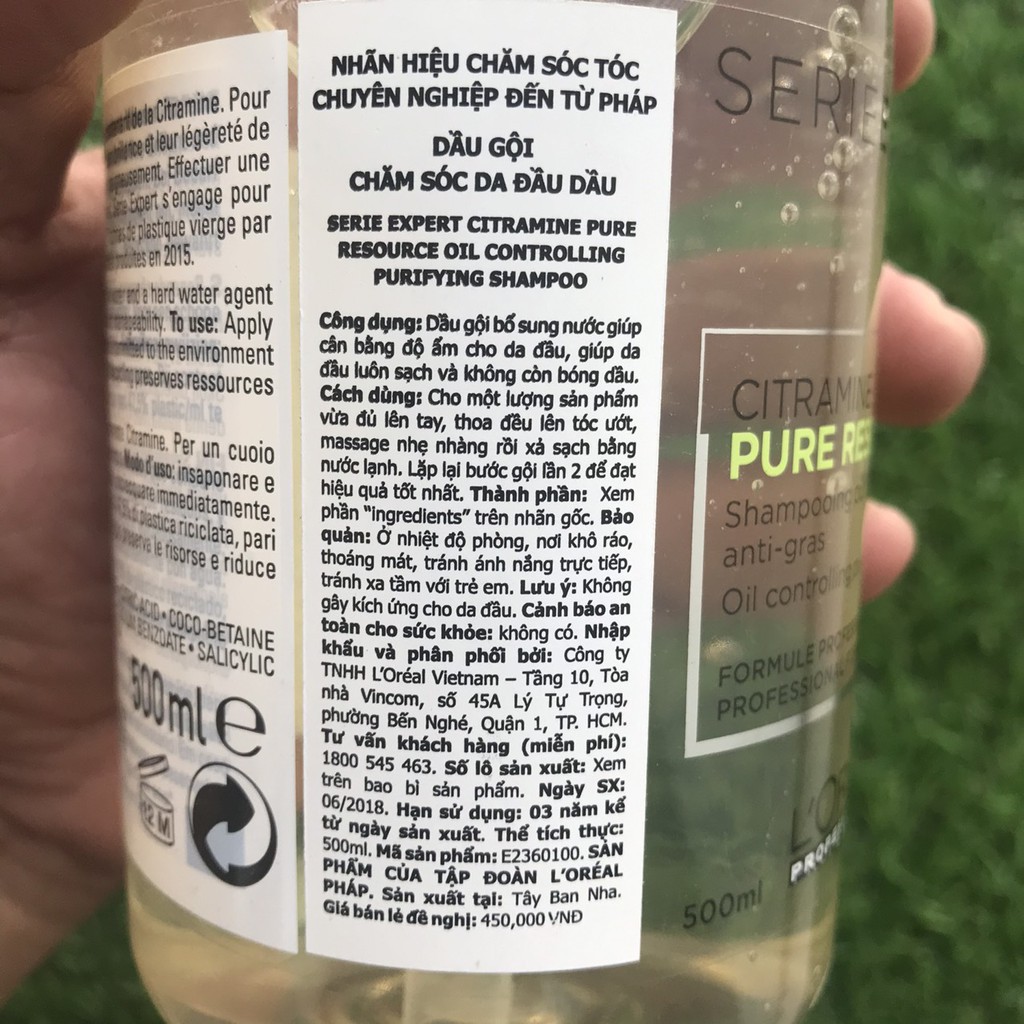 de la Citramine. Pour
et leur légèreté de
Effectuer une
Serie Expert s'engage pour
de plastique vierge par
en 2015.
and a hard water agent
To use: Apply
to the environment
preserves ressources
Citramine. Per un cuoio
Modo d'uso: insaponare e
immediatamente.
plastica riciclata, pari
le risorse e riduce
ACID • COCO-BETAINE
BENZOATE • SALICYLIC
500 ml e
12 M
NHÃN HIỆU CHĂM SÓC TÓC
CHUYÊN NGHIỆP ĐẾN TỪ PHÁP
DẦU GỘI
CHĂM SÓC DA ĐẦU DẦU
SERIE EXPERT CITRAMINE PURE
RESOURCE OIL CONTROLLING
PURIFYING SHAMPOO
Công dụng: Dầu gội bổ sung nước giúp
cân bằng độ ẩm cho da đầu, giúp da
đầu luôn sạch và không còn bóng dầu.
Cách dùng: Cho một lượng sản phẩm
vừa đủ lên tay, thoa đều lên tóc ướt,
massage nhẹ nhàng rồi xả sạch bằng
nước lạnh. Lặp lại bước gội lần 2 để đạt
hiệu quả tốt nhất. Thành phần: Xem
phần "ingredients" trên nhãn gốc. Bảo
quản: Ở nhiệt độ phòng, nơi khô ráo,
thoáng mát, tránh ánh nắng trực tiếp,
tránh xa tầm với trẻ em. Lưu ý: Không
gây kích ứng cho da đầu. Cảnh báo an
toàn cho sức khỏe: không có. Nhập
khẩu và phân phối bởi: Công ty
TNHH L'Oréal Vietnam – Tầng 10, Tòa
nhà Vincom, số 45A Lý Tự Trọng,
phường Bến Nghé, Quận 1, TP. HCM.
Tư vấn khách hàng (miễn phí):
1800 545 463. Số lô sản xuất: Xem
trên bao bì sản phẩm. Ngày SX:
06/2018. Hạn sử dụng: 03 năm kể
từ ngày sản xuất. Thể tích thực:
500ml. Mã sản phẩm: E2360100. SẢN
PHẨM CỦA TẬP ĐOÀN L'ORÉAL
PHÁP. Sản xuất tại: Tây Ban Nha.
Giá bán lẻ đề nghị: 450,000 VNĐ
SERIE
CITRAMINE
PURE RES
Shampooing
anti-gras
Oil controlling
FORMULE PROFE
PROFESSIONAL
L'OR
PROF
500ml